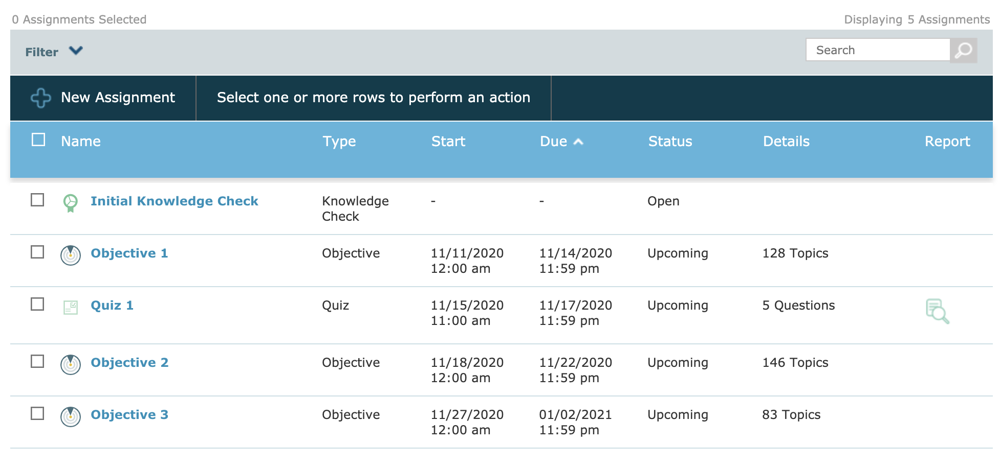 0 Assignments Selected
Displaying 5 Assignments
Filter
Search
New Assignment
Select one or more rows to perform an action
Name Type Start Due Status Details Report
Initial Knowledge Check Knowledge - - Open
Check
Objective 1 Objective 11/11/2020 11/14/2020 Upcoming 128 Topics
12:00 am 11:59 pm
Quiz 1 Quiz 11/15/2020 11/17/2020 Upcoming 5 Questions
11:00 am 11:59 pm
Objective 2 Objective 11/18/2020 11/22/2020 Upcoming 146 Topics
12:00 am 11:59 pm
Objective 3 Objective 11/27/2020 01/02/2021 Upcoming 83 Topics
12:00 am 11:59 pm